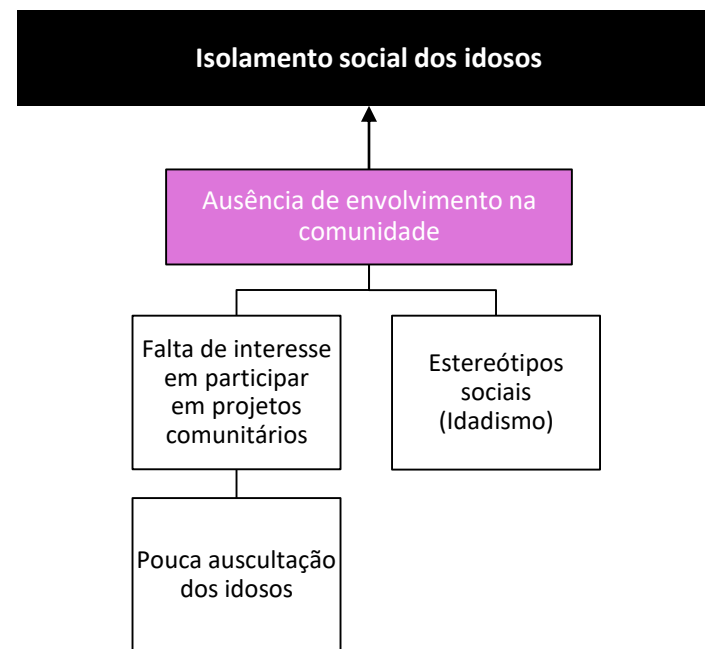 Isolamento social dos idosos
Ausência de envolvimento na
comunidade
Falta de interesse
em participar
em projetos
comunitários
Estereótipos
sociais
(Idadismo)
Pouca auscultação
dos idosos